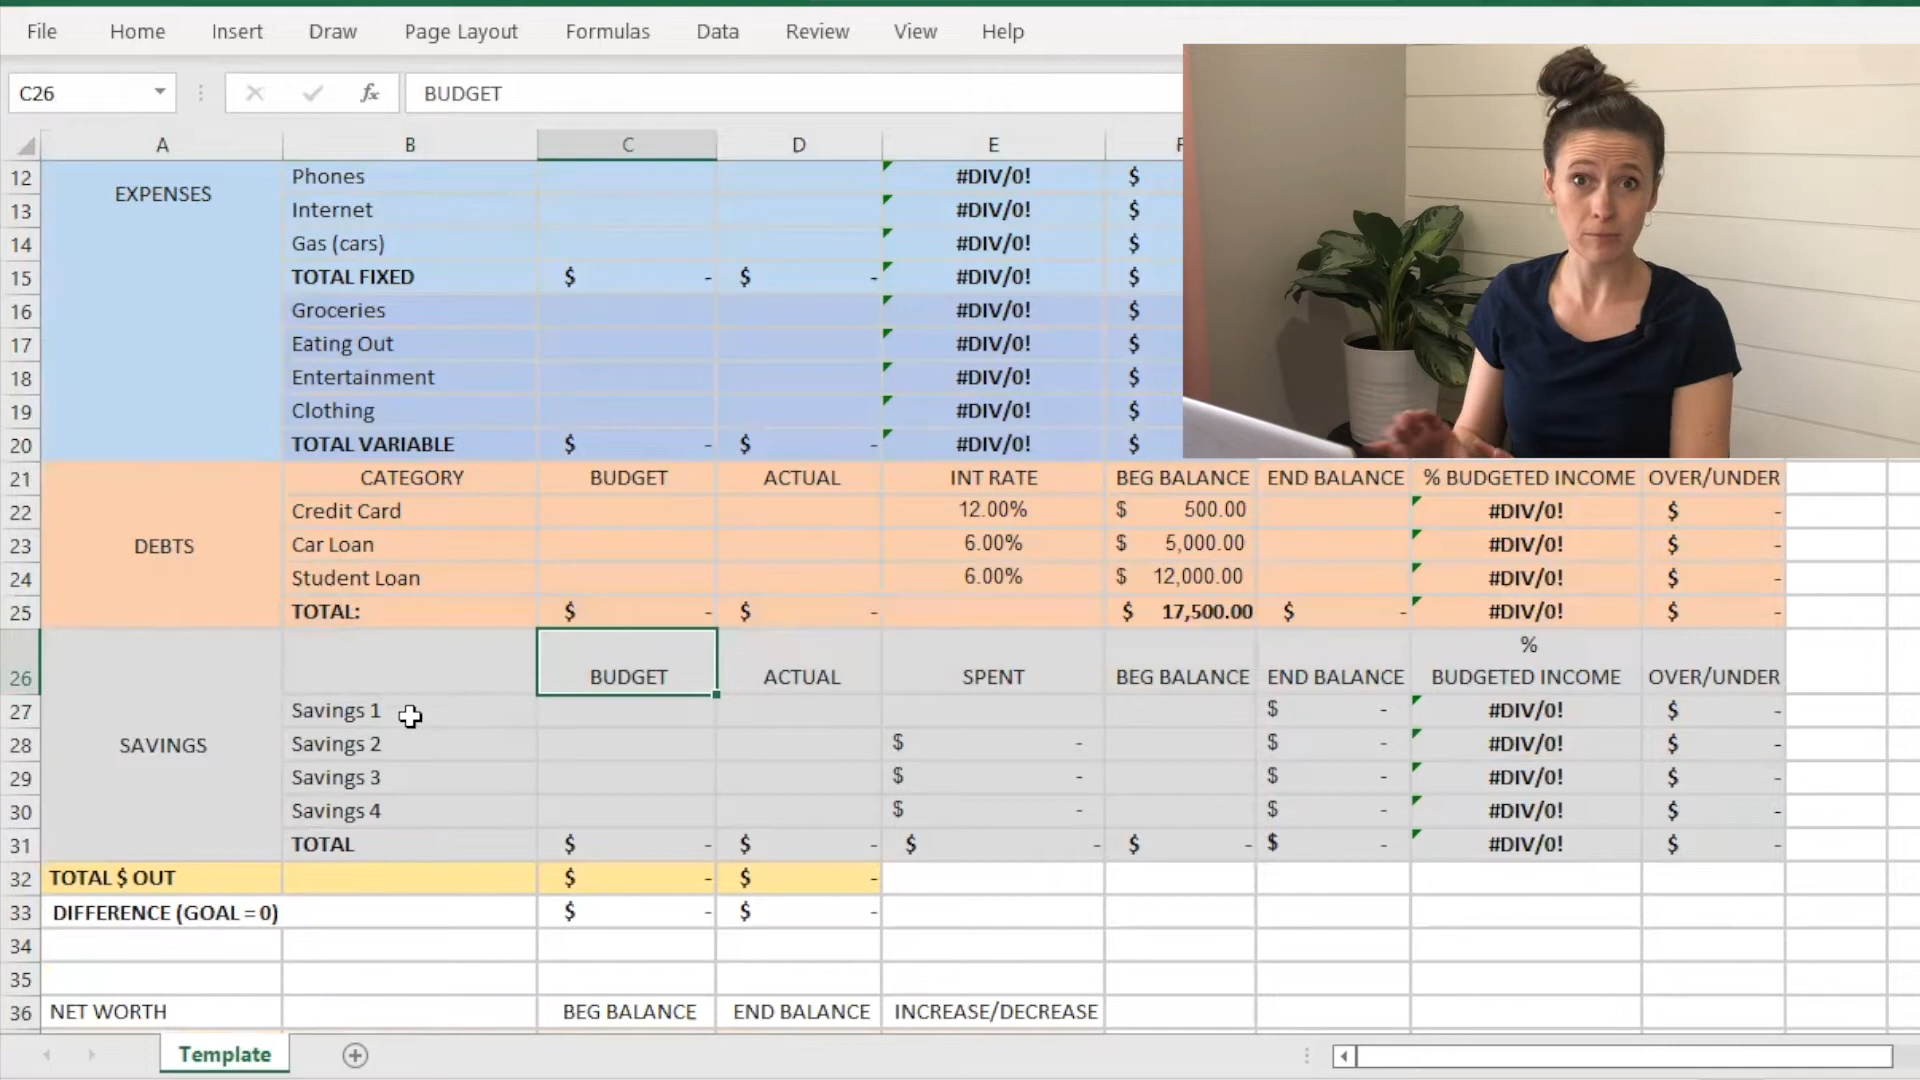 File Home Insert Draw Page Layout Formulas Data Review View Help
C26 fx BUDGET
A B C D E F
12 EXPENSES Phones #DIV/0! $
13 Internet #DIV/0! $
14 Gas (cars) #DIV/0! $
15 TOTAL FIXED $ - $ - #DIV/0! $
16 Groceries #DIV/0! $
17 Eating Out #DIV/0! $
18 Entertainment #DIV/0! $
19 Clothing #DIV/0! $
20 TOTAL VARIABLE $ - $ - #DIV/0! $
21 CATEGORY BUDGET ACTUAL INT RATE BEG BALANCE END BALANCE % BUDGETED INCOME OVER/UNDER
22 Credit Card 12.00% $ 500.00 #DIV/0! $ -
23 DEBTS Car Loan 6.00% $ 5,000.00 #DIV/0! $ -
24 Student Loan 6.00% $ 12,000.00 #DIV/0! $ -
25 TOTAL: $ - $ - $ 17,500.00 $ - #DIV/0! $ -
%
26 BUDGET ACTUAL SPENT BEG BALANCE END BALANCE BUDGETED INCOME OVER/UNDER
27 Savings 1 $ - #DIV/0! $ -
28 SAVINGS Savings 2 $ - $ - #DIV/0! $ -
29 Savings 3 $ - $ - #DIV/0! $ -
30 Savings 4 $ - $ - #DIV/0! $ -
31 TOTAL $ - $ - $ - $ - $ - #DIV/0! $ -
32 TOTAL $ OUT $ - $ -
33 DIFFERENCE (GOAL = 0) $ - $ -
34
35
36 NET WORTH BEG BALANCE END BALANCE INCREASE/DECREASE
Template